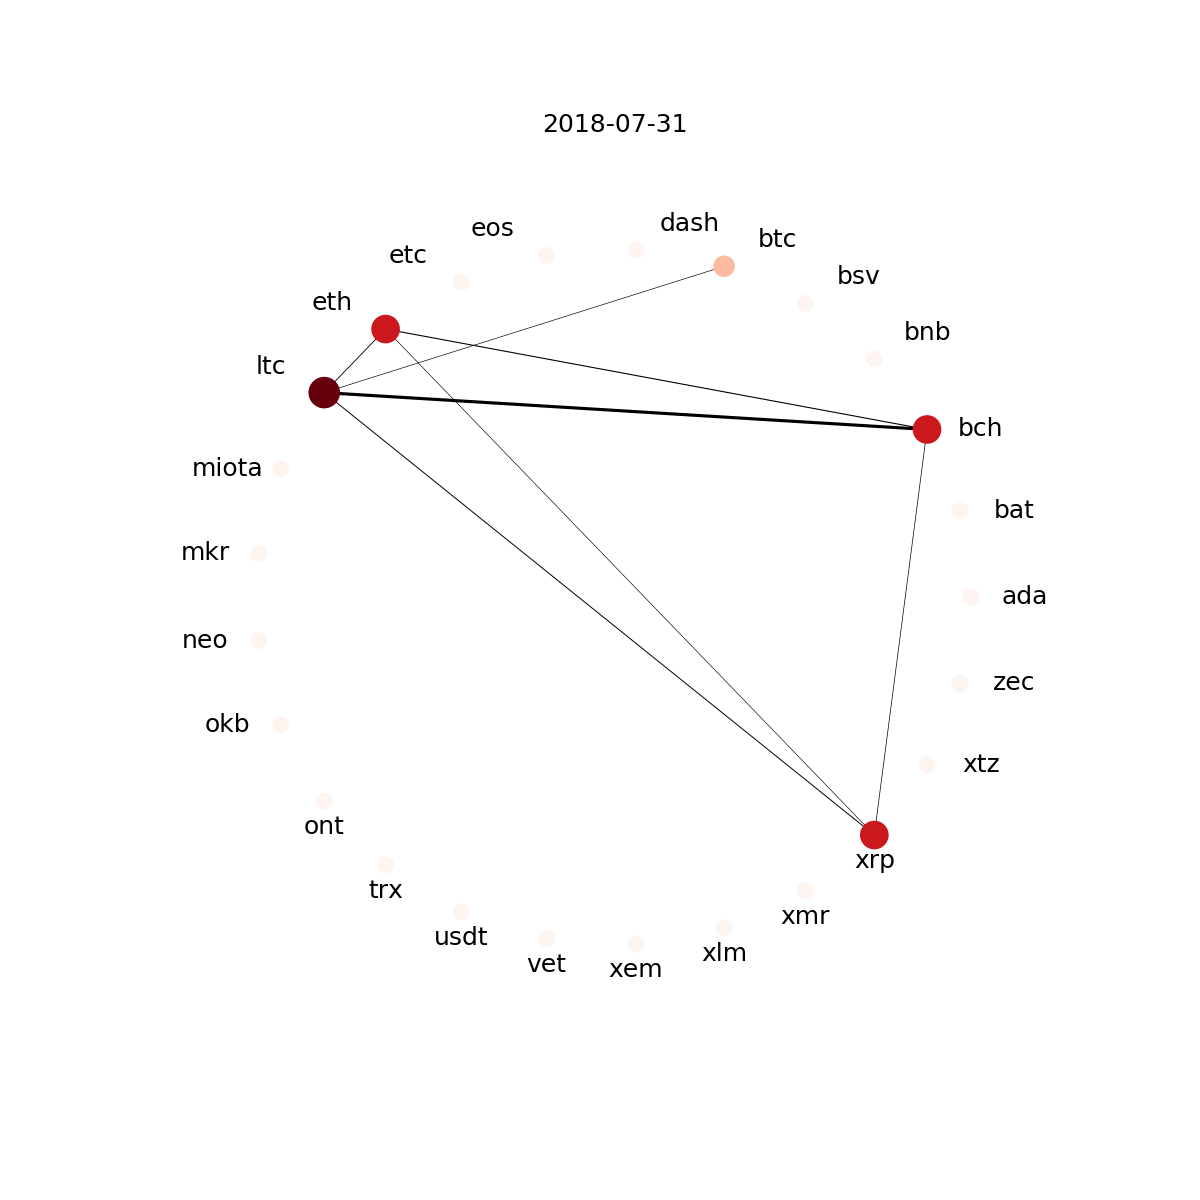 2018-07-31
dash
eos
btc
etc
bsv
eth
bnb
ltc
bch
miota
bat
mkr
ada
neo
zec
okb
xtz
ont
xrp
trx
xmr
usdt
xlm
vet
xem